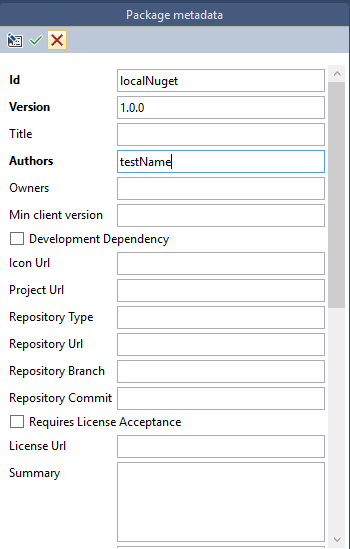 Package metadata
Id localNuget
Version 1.0.0
Title
Authors testName
Owners
Min client version
Development Dependency
Icon Url
Project Url
Repository Type
Repository Url
Repository Branch
Repository Commit
Requires License Acceptance
License Url
Summary